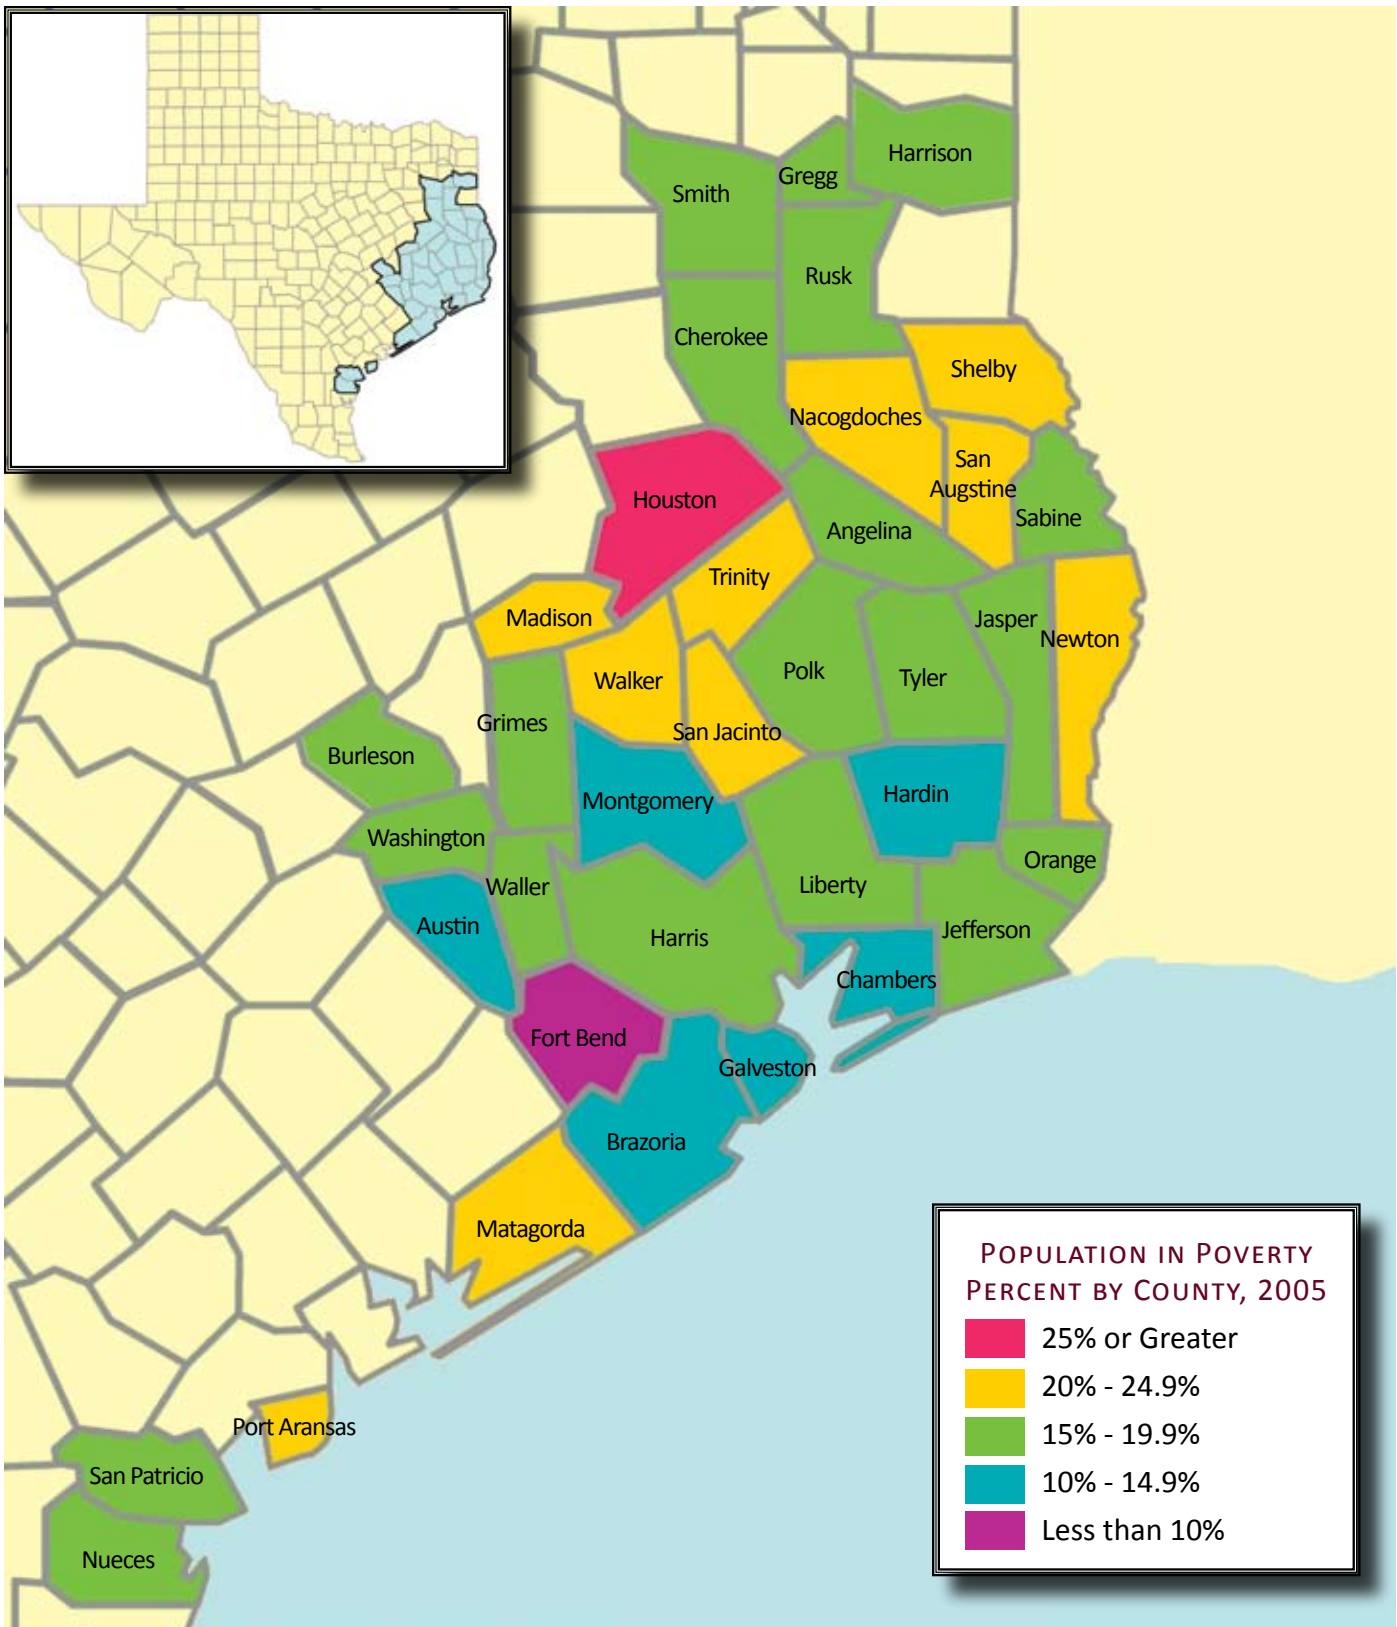 Harrison
Gregg
Smith
Rusk
Cherokee
Shelby
Nacogdoches
San
Augstine
Houston
Sabine
Angelina
Trinity
Madison
Jasper
Newton
Walker
Polk
Tyler
Grimes
San Jacinto
Burleson
Montgomery
Hardin
Washington
Orange
Waller
Liberty
Austin
Harris
Jefferson
Chambers
Fort Bend
Galveston
Brazoria
Matagorda
Port Aransas
San Patricio
Nueces
Population in Poverty
Percent by County, 2005
25% or Greater
20% - 24.9%
15% - 19.9%
10% - 14.9%
Less than 10%